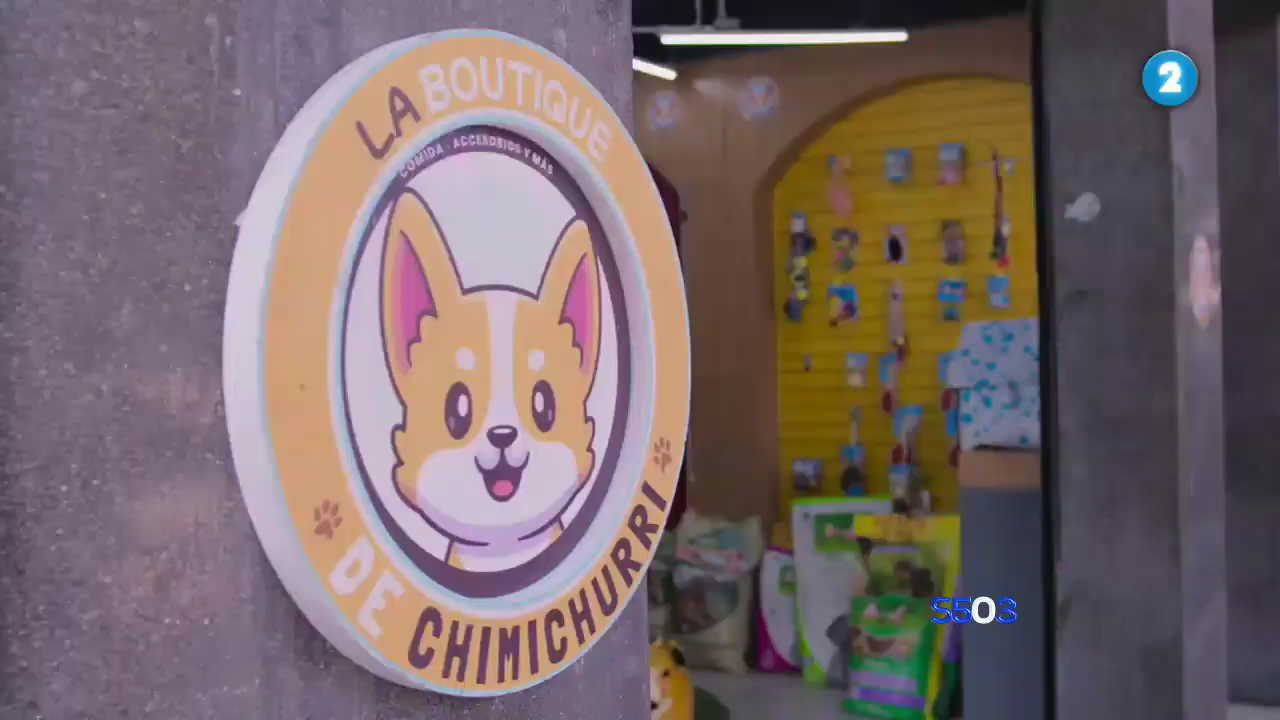 LA BOUTIQUE
COMIDA · ACCESORIOS Y MÁS
DE CHIMICHURRI
2
S503